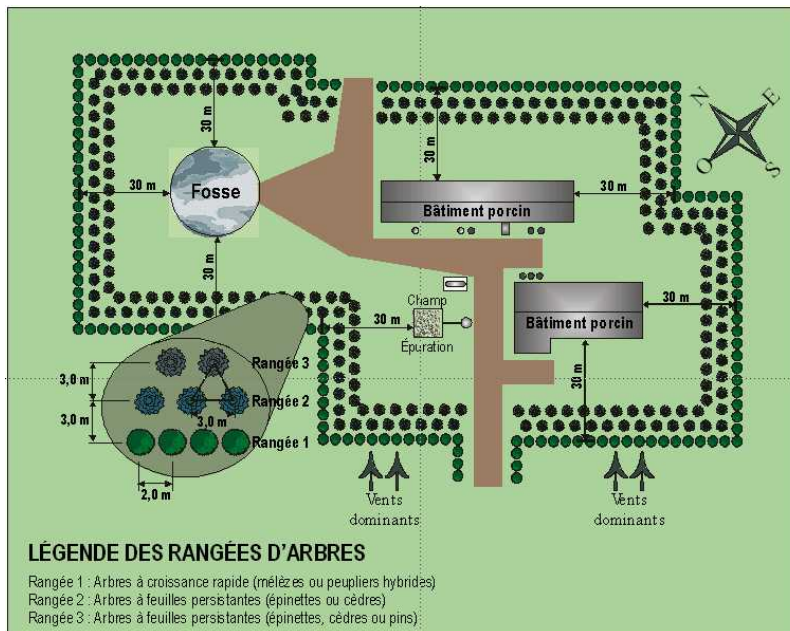 N
E
O
S
30 m
30 m
30 m
Fosse
30 m
30 m
Bâtiment porcin
30 m
30 m
Champ
Épuration
30 m
Bâtiment porcin
30 m
Rangée 3
3,0 m
Rangée 2
3,0 m
3,0 m
Rangée 1
2,0 m
Vents
dominants
Vents
dominants
LÉGENDE DES RANGÉES D'ARBRES
Rangée 1 : Arbres à croissance rapide (mélèzes ou peupliers hybrides)
Rangée 2 : Arbres à feuilles persistantes (épinettes ou cèdres)
Rangée 3 : Arbres à feuilles persistantes (épinettes, cèdres ou pins)